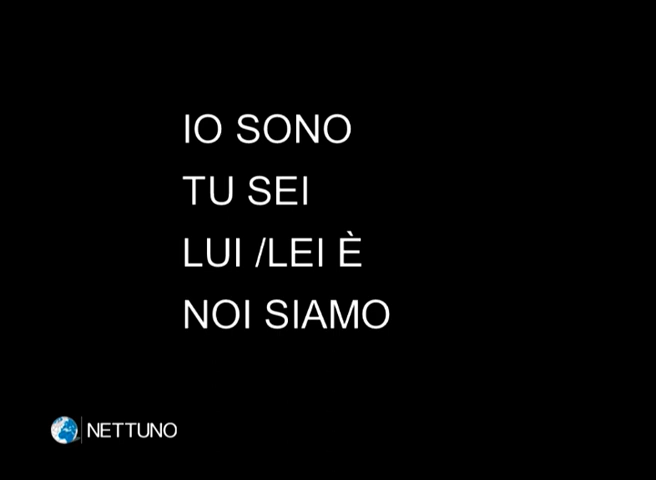 IO SONO
TU SEI
LUI /LEI È
NOI SIAMO
NETTUNO